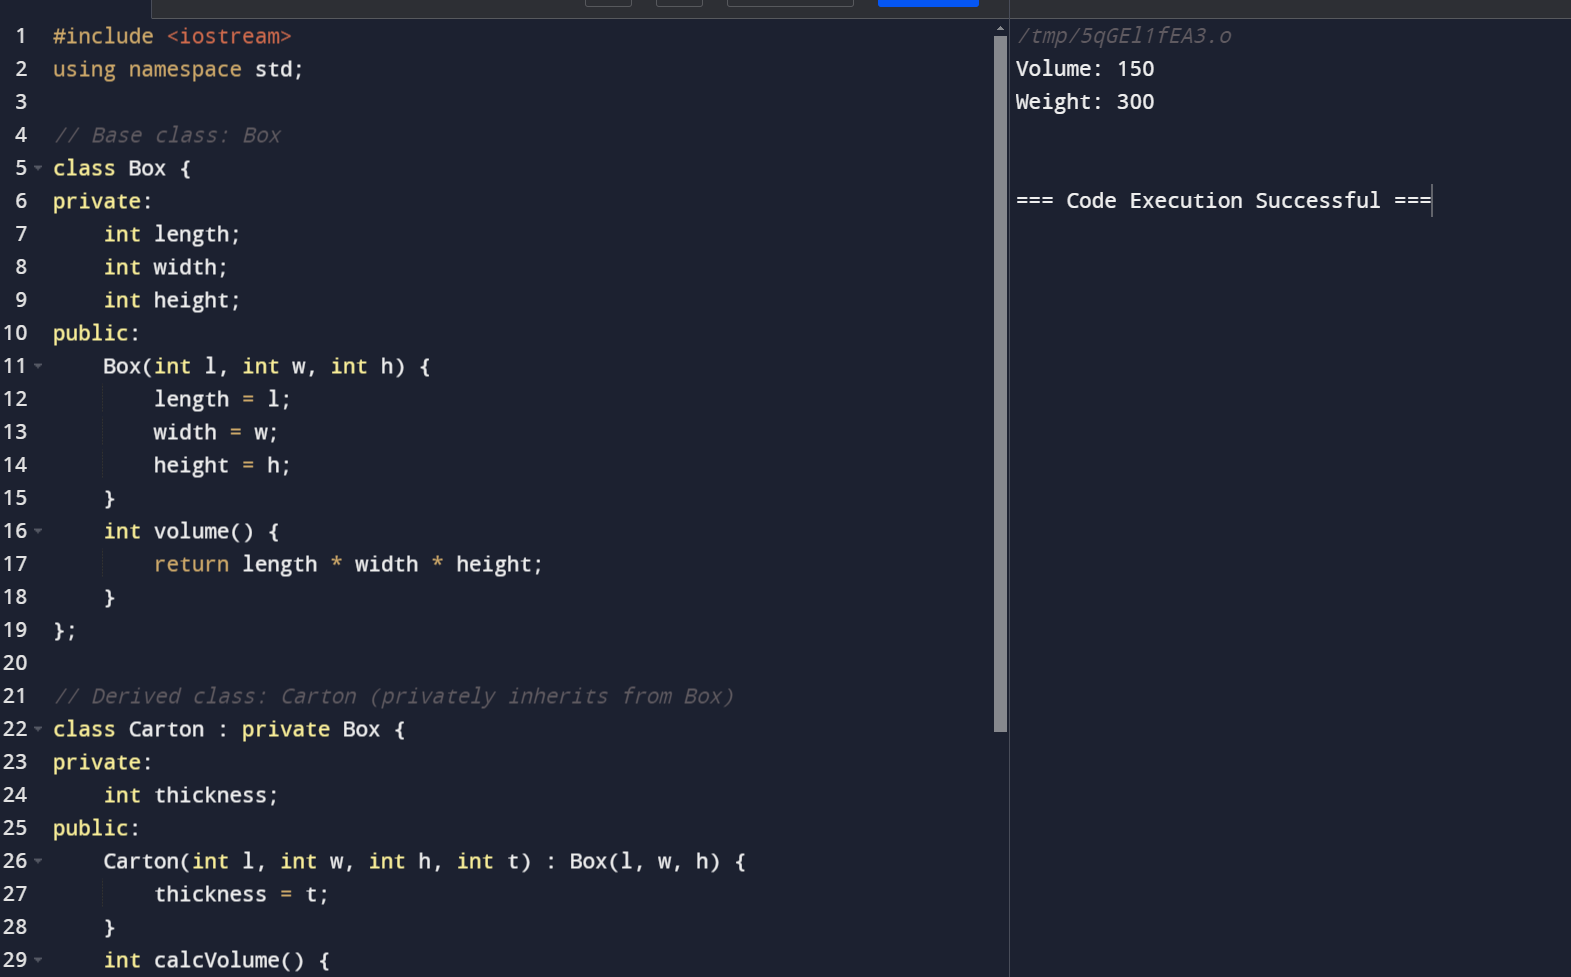 1 #include <iostream>
2 using namespace std;
3
4 // Base class: Box
5 class Box {
6 private:
7     int length;
8     int width;
9     int height;
10 public:
11     Box(int l, int w, int h) {
12         length = l;
13         width = w;
14         height = h;
15     }
16     int volume() {
17         return length * width * height;
18     }
19 };
20
21 // Derived class: Carton (privately inherits from Box)
22 class Carton : private Box {
23 private:
24     int thickness;
25 public:
26     Carton(int l, int w, int h, int t) : Box(l, w, h) {
27         thickness = t;
28     }
29     int calcVolume() {
/tmp/5qGEl1fEA3.o
Volume: 150
Weight: 300
=== Code Execution Successful ===